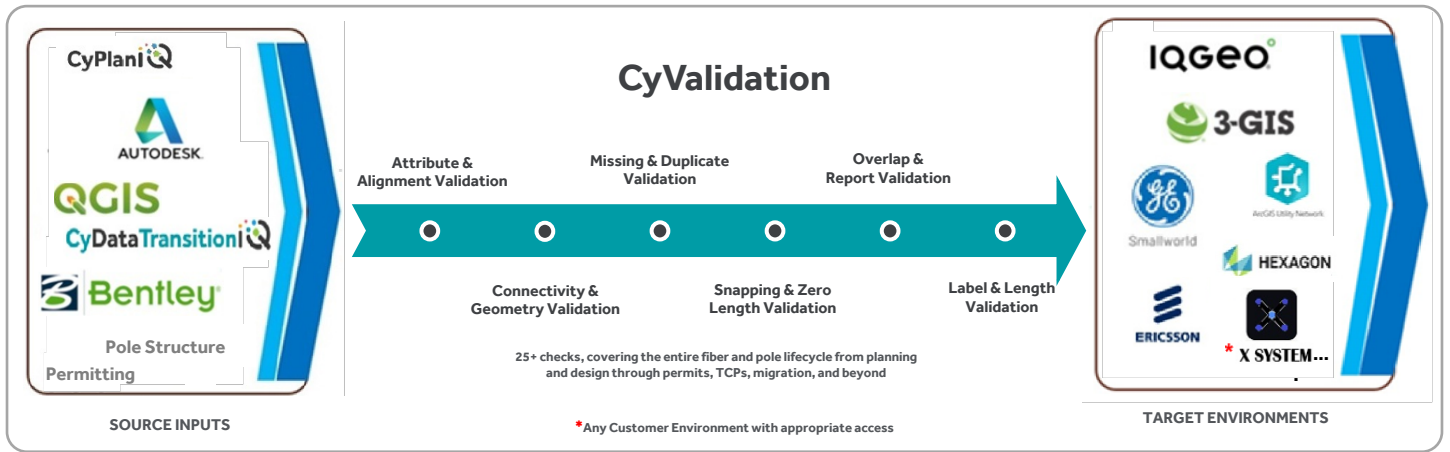 CyPlaniQ
AUTODESK.
QGIS
CyDataTransitioniQ
Bentley
Pole Structure
Permitting
SOURCE INPUTS
CyValidation
Attribute &
Alignment Validation
Missing & Duplicate
Validation
Overlap &
Report Validation
Connectivity &
Geometry Validation
Snapping & Zero
Length Validation
Label & Length
Validation
25+ checks, covering the entire fiber and pole lifecycle from planning
and design through permits, TCPs, migration, and beyond
*Any Customer Environment with appropriate access
IQGEO
3-GIS
GE
Smallworld
ArcGIS Utility Network
HEXAGON
ERICSSON
* X SYSTEM...
TARGET ENVIRONMENTS